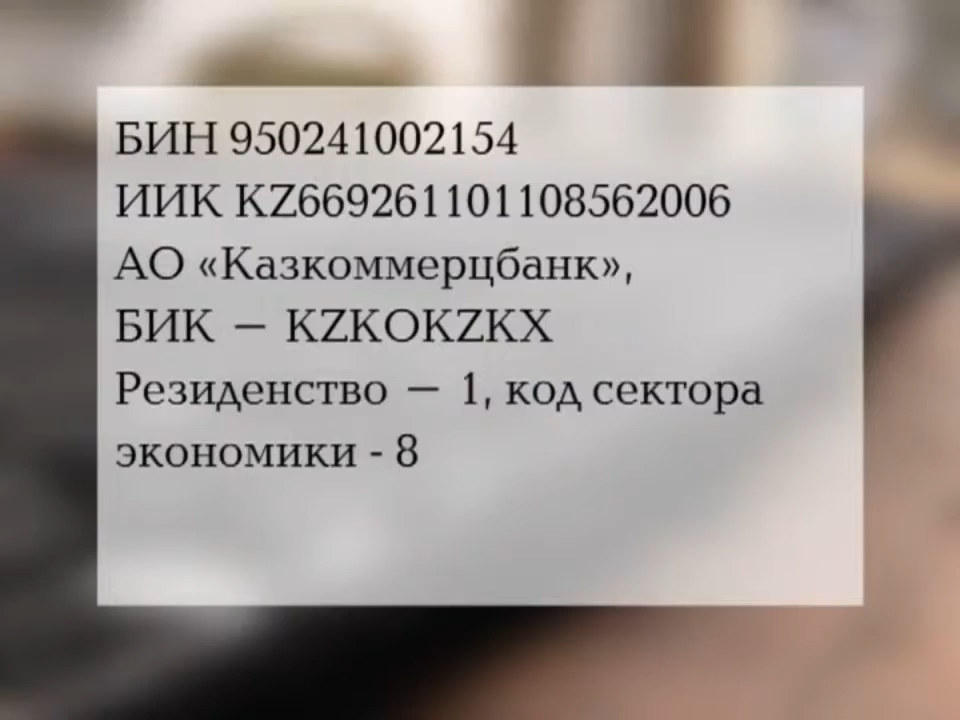 БИН 950241002154
ИИК KZ669261101108562006
АО «Казкоммерцбанк»,
БИК – KZKOKZKX
Резиденство – 1, код сектора
экономики - 8